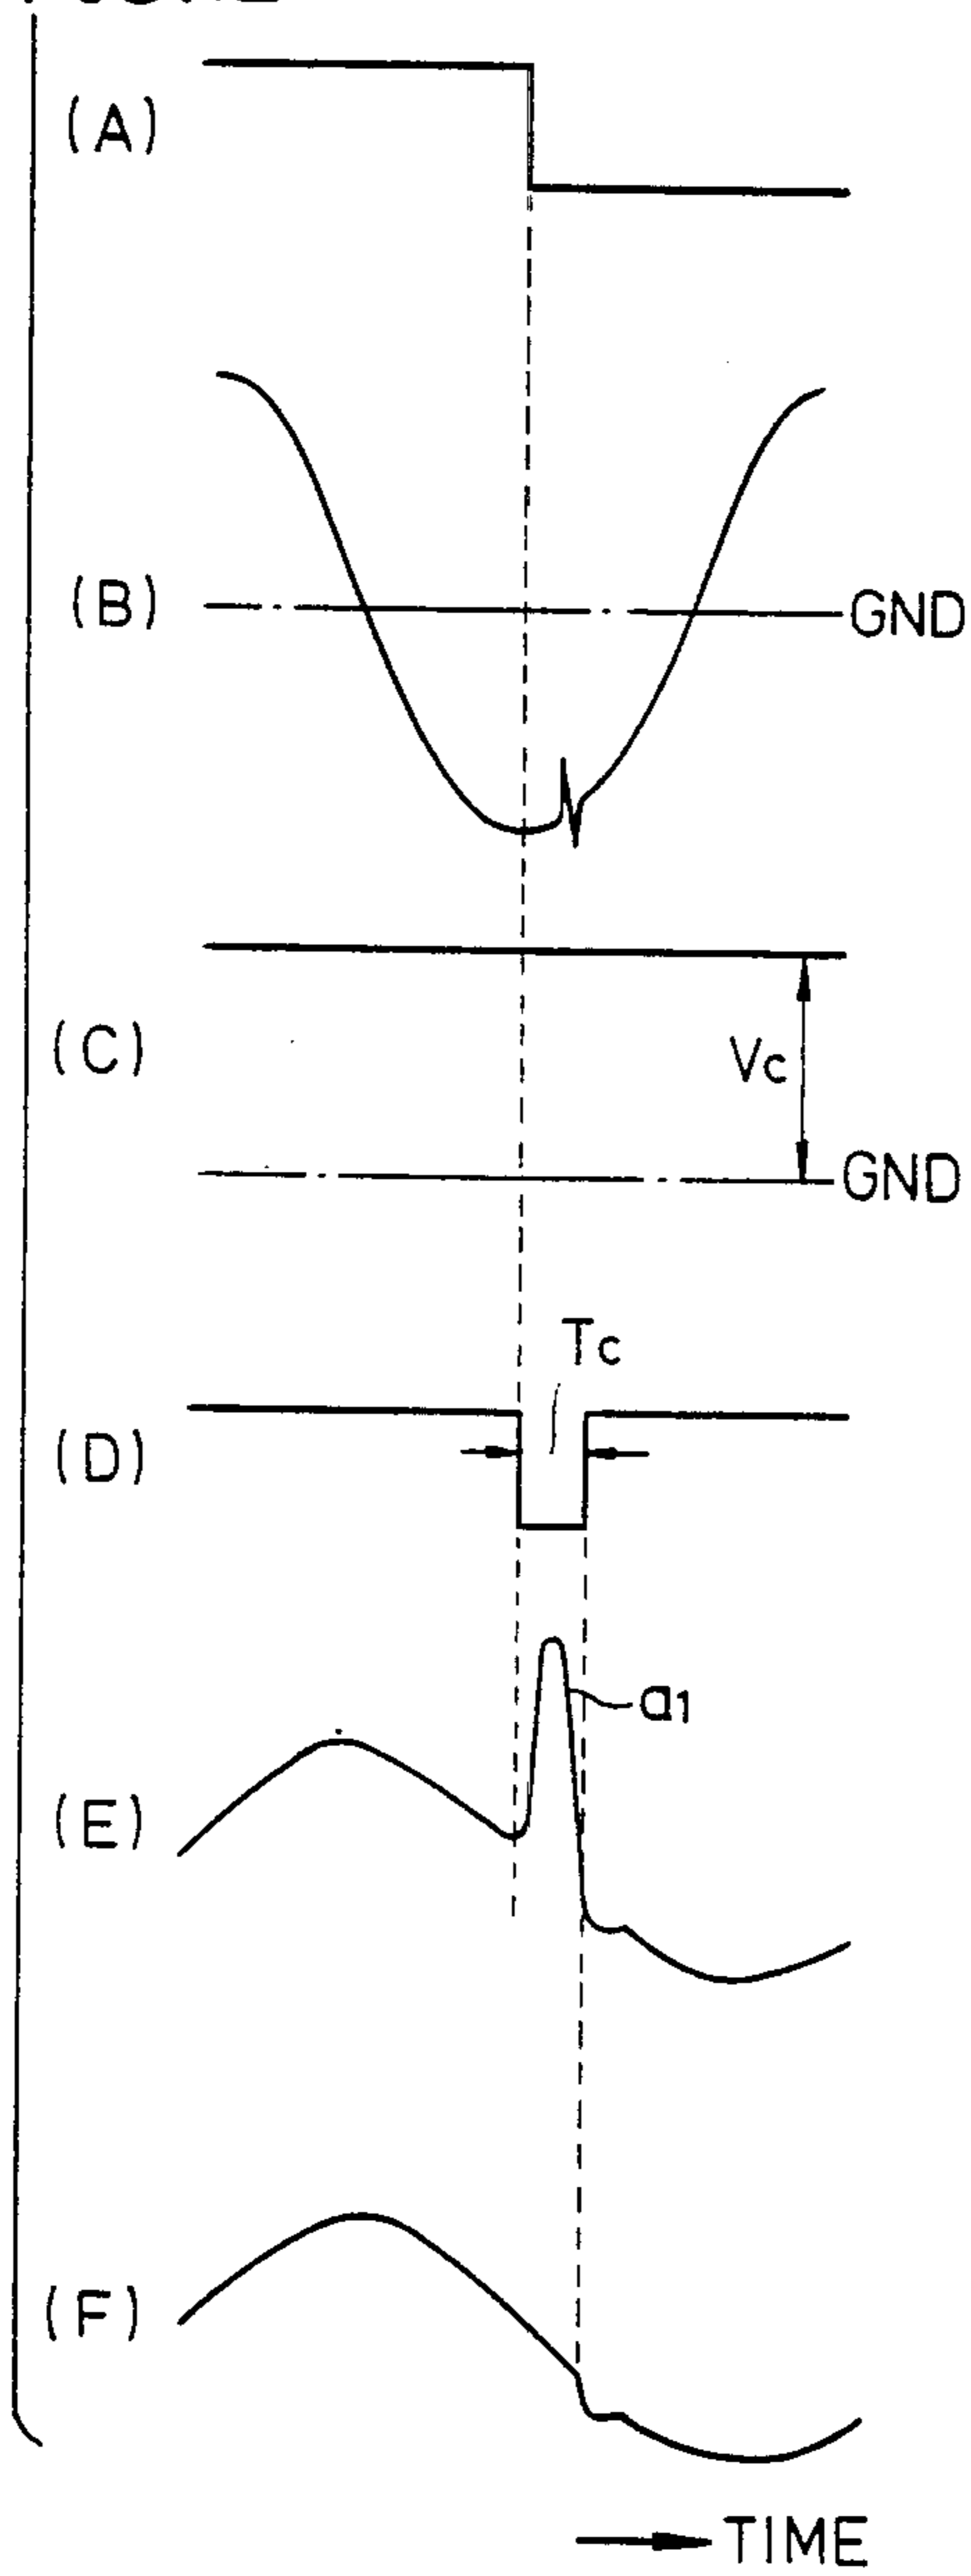 (A)
(B)
GND
(C)
Vc
GND
Tc
(D)
a1
(E)
(F)
TIME